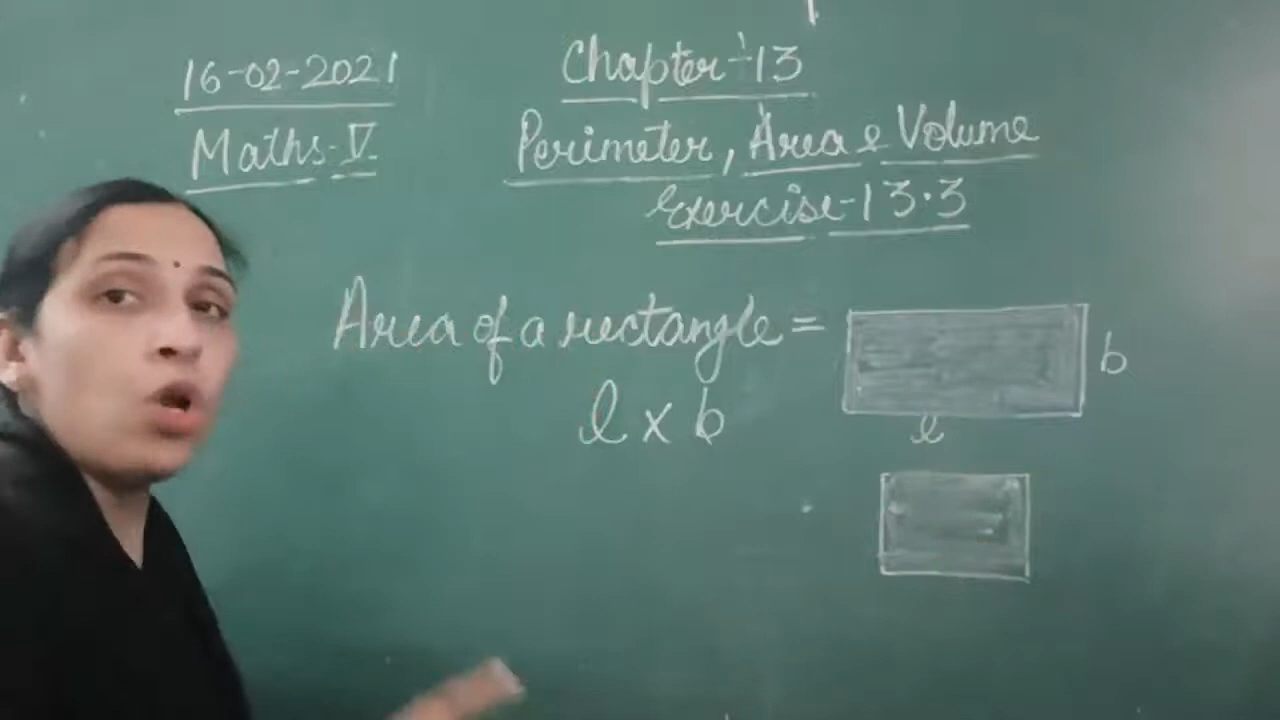 16-02-2021
Maths-V
Chapter-13
Perimeter, Area & Volume
Exercise-13.3
Area of a rectangle =
l x b
b
l